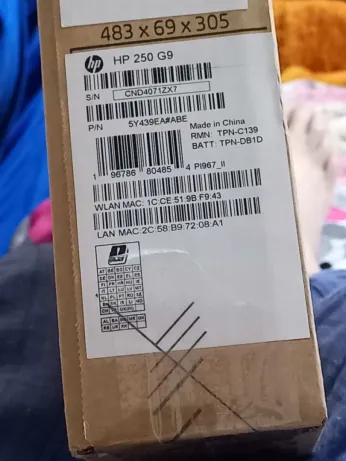 483 x 69 x 305
hp HP 250 G9
S/N CND4071ZX7
P/N 5Y439EA#ABE
Made in China
RMN: TPN-C139
BATT: TPN-DB1D
1 96786 80485 4 PI967_II
WLAN MAC: 1C:CE:51:9B:F9:43
LAN MAC:2C:58:B9:72:08:A1